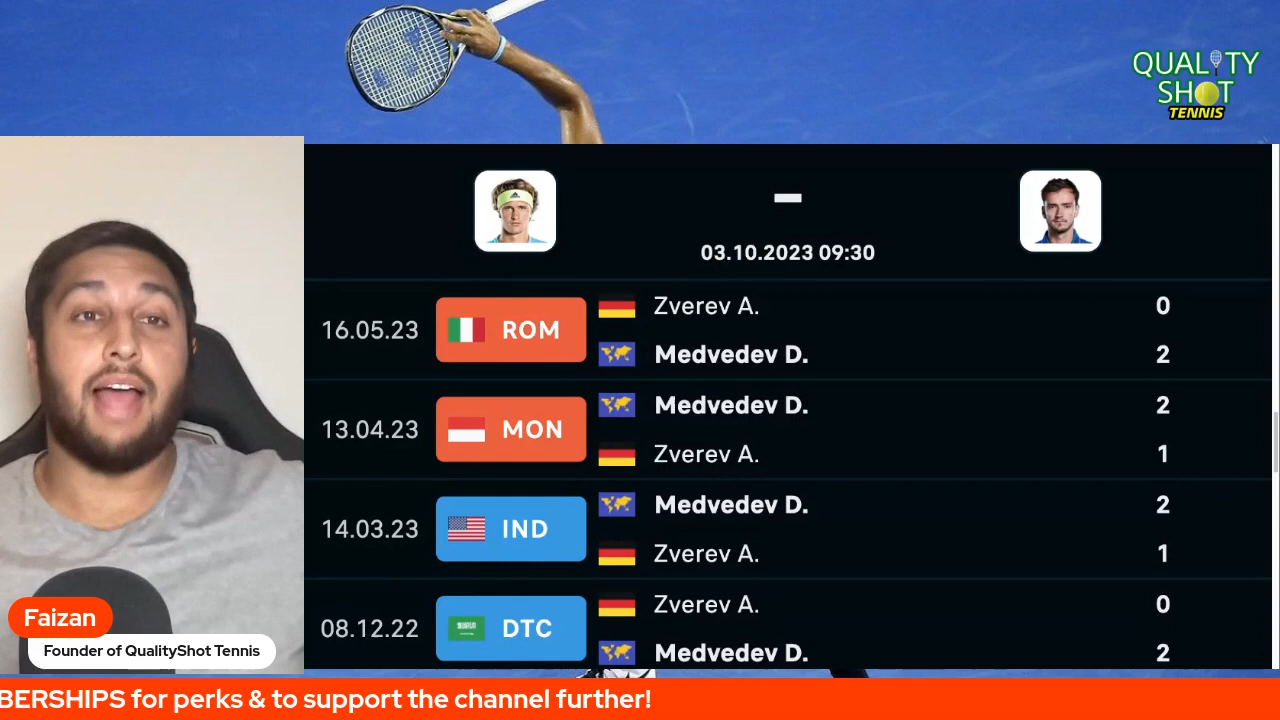 QUALITY
SHOT
TENNIS
03.10.2023 09:30
16.05.23 ROM Zverev A. 0
Medvedev D. 2
13.04.23 MON Medvedev D. 2
Zverev A. 1
14.03.23 IND Medvedev D. 2
Zverev A. 1
08.12.22 DTC Zverev A. 0
Medvedev D. 2
Faizan
Founder of QualityShot Tennis
BERSHIPS for perks & to support the channel further!